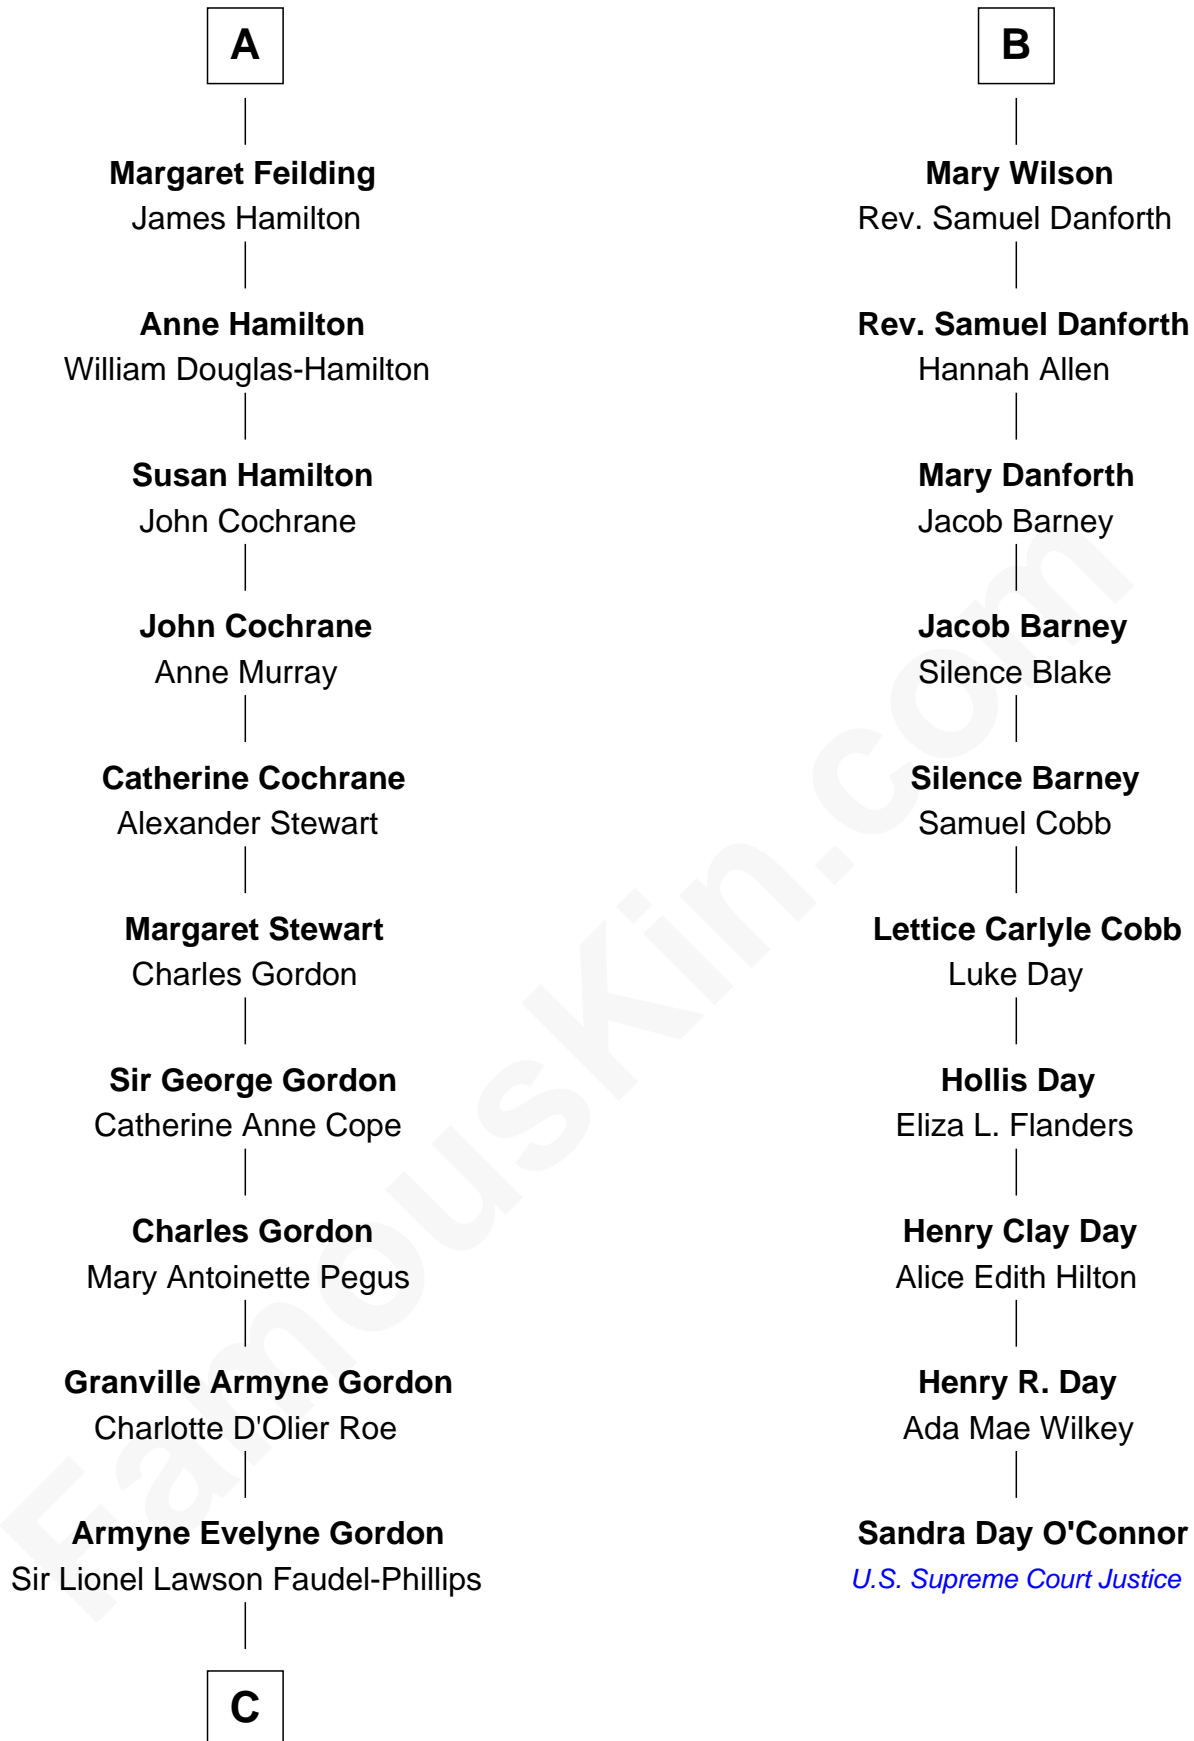 A
Margaret Feilding
James Hamilton
Anne Hamilton
William Douglas-Hamilton
Susan Hamilton
John Cochrane
John Cochrane
Anne Murray
Catherine Cochrane
Alexander Stewart
Margaret Stewart
Charles Gordon
Sir George Gordon
Catherine Anne Cope
Charles Gordon
Mary Antoinette Pegus
Granville Armyne Gordon
Charlotte D'Olier Roe
Armyne Evelyne Gordon
Sir Lionel Lawson Faudel-Phillips
C
B
Mary Wilson
Rev. Samuel Danforth
Rev. Samuel Danforth
Hannah Allen
Mary Danforth
Jacob Barney
Jacob Barney
Silence Blake
Silence Barney
Samuel Cobb
Lettice Carlyle Cobb
Luke Day
Hollis Day
Eliza L. Flanders
Henry Clay Day
Alice Edith Hilton
Henry R. Day
Ada Mae Wilkey
Sandra Day O'Connor
U.S. Supreme Court Justice
FamousKin.com